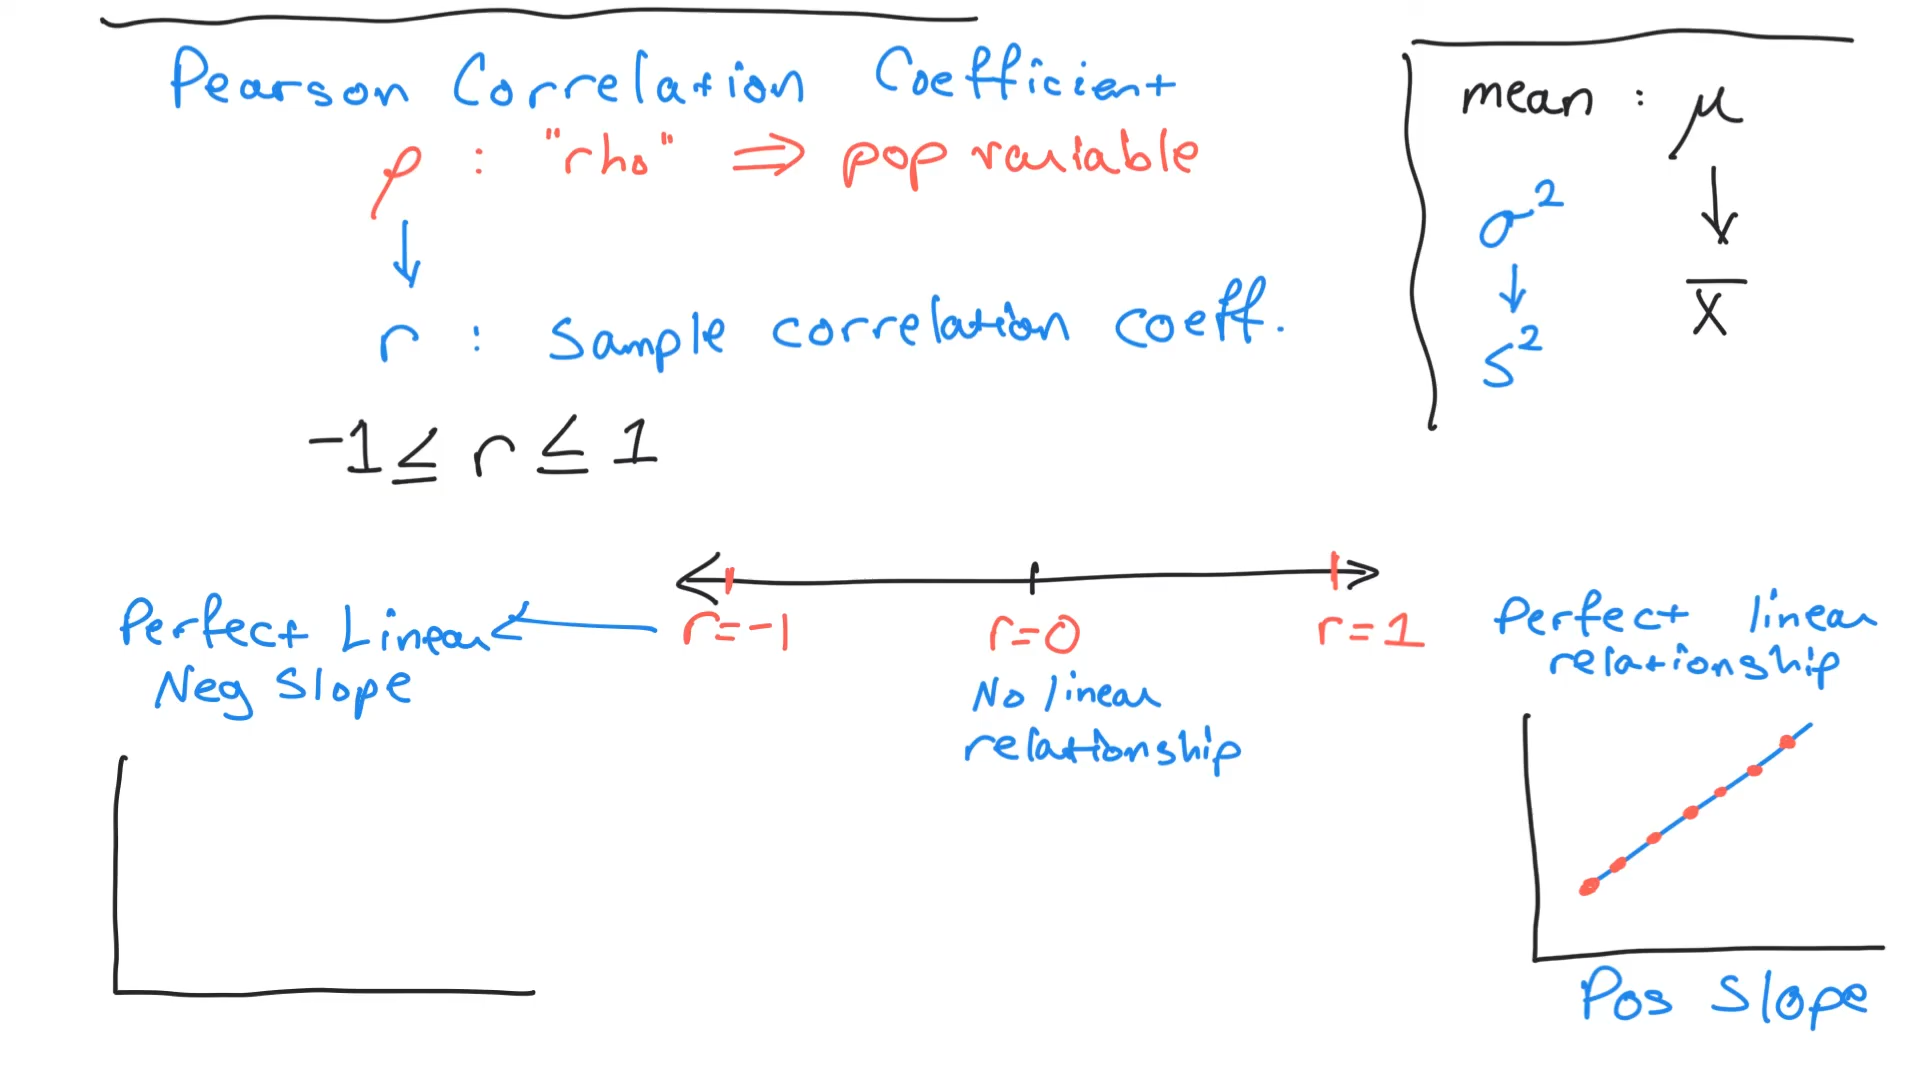 Pearson Correlation Coefficient
ρ : "rho" ⇒ pop variable
↓
r : sample correlation coeff.
-1 ≤ r ≤ 1
mean : μ
σ² ↓
↓ x̄
s²
r=-1 r=0 r=1
Perfect Linear ←
Neg Slope
No linear
relationship
Perfect linear
relationship
Pos Slope